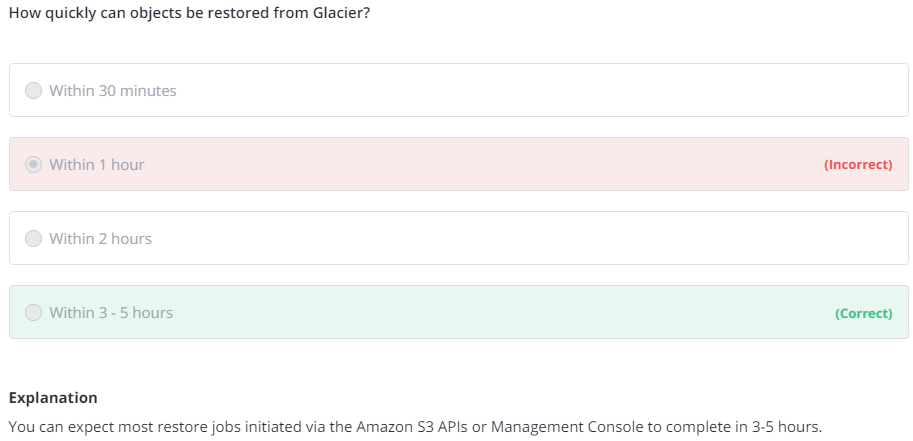 How quickly can objects be restored from Glacier?
Within 30 minutes
Within 1 hour (Incorrect)
Within 2 hours
Within 3 - 5 hours (Correct)
Explanation
You can expect most restore jobs initiated via the Amazon S3 APIs or Management Console to complete in 3-5 hours.